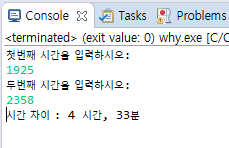 Console Tasks Problems
<terminated> (exit value: 0) why.exe [C/C
첫번째 시간을 입력하시오:
1925
두번째 시간을 입력하시오:
2358
시간 차이 : 4 시간, 33분